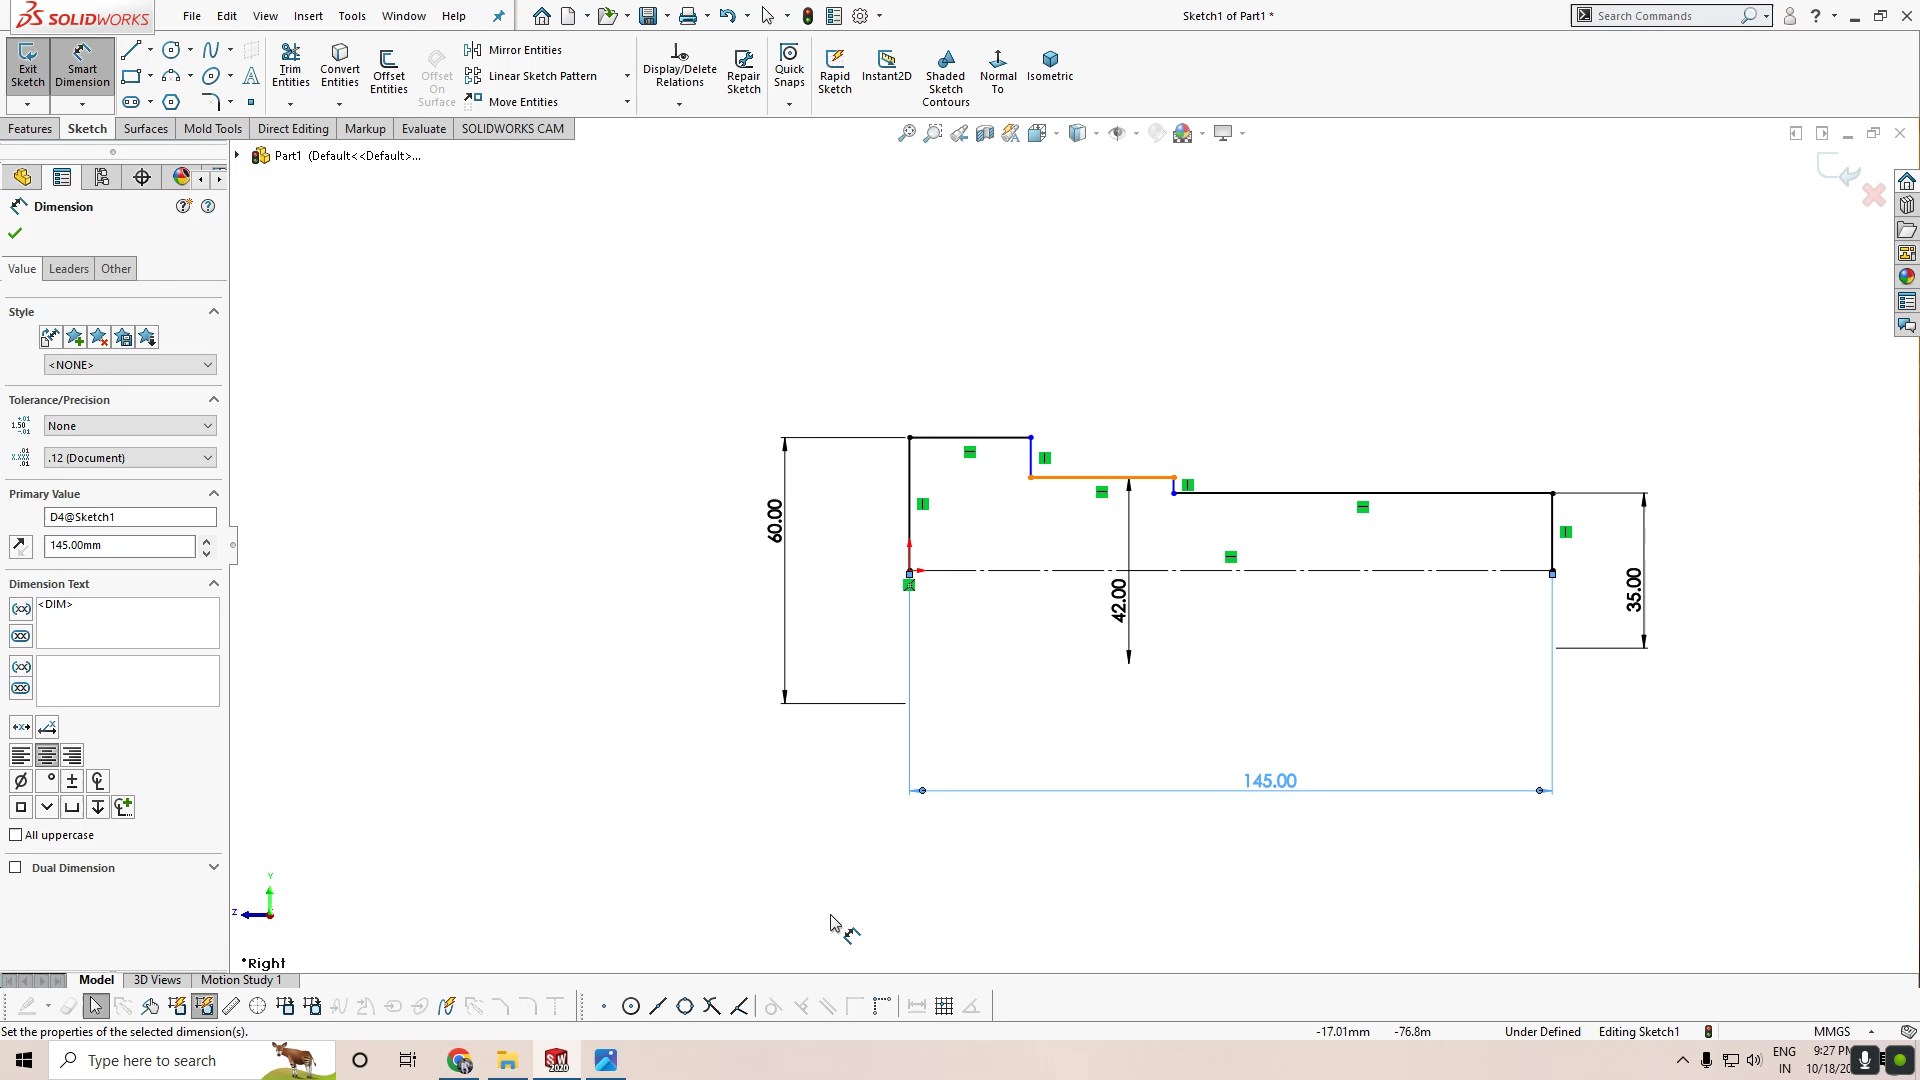 SOLIDWORKS
File Edit View Insert Tools Window Help
Sketch1 of Part1 *
Search Commands
Exit Sketch
Smart Dimension
Trim Entities
Convert Entities
Offset Entities
Offset On Surface
Mirror Entities
Linear Sketch Pattern
Move Entities
Display/Delete Relations
Repair Sketch
Quick Snaps
Rapid Sketch
Instant2D
Shaded Sketch Contours
Normal To
Isometric
Features Sketch Surfaces Mold Tools Direct Editing Markup Evaluate SOLIDWORKS CAM
Part1 (Default<<Default>...
Dimension
Value Leaders Other
Style
<NONE>
Tolerance/Precision
None
.12 (Document)
Primary Value
D4@Sketch1
145.00mm
Dimension Text
<DIM>
All uppercase
Dual Dimension
60.00
42.00
35.00
145.00
Y
Z
*Right
Model 3D Views Motion Study 1
Set the properties of the selected dimension(s).
-17.01mm -76.8m Under Defined Editing Sketch1 MMGS
Type here to search
ENG
IN
9:27 PM
10/18/20